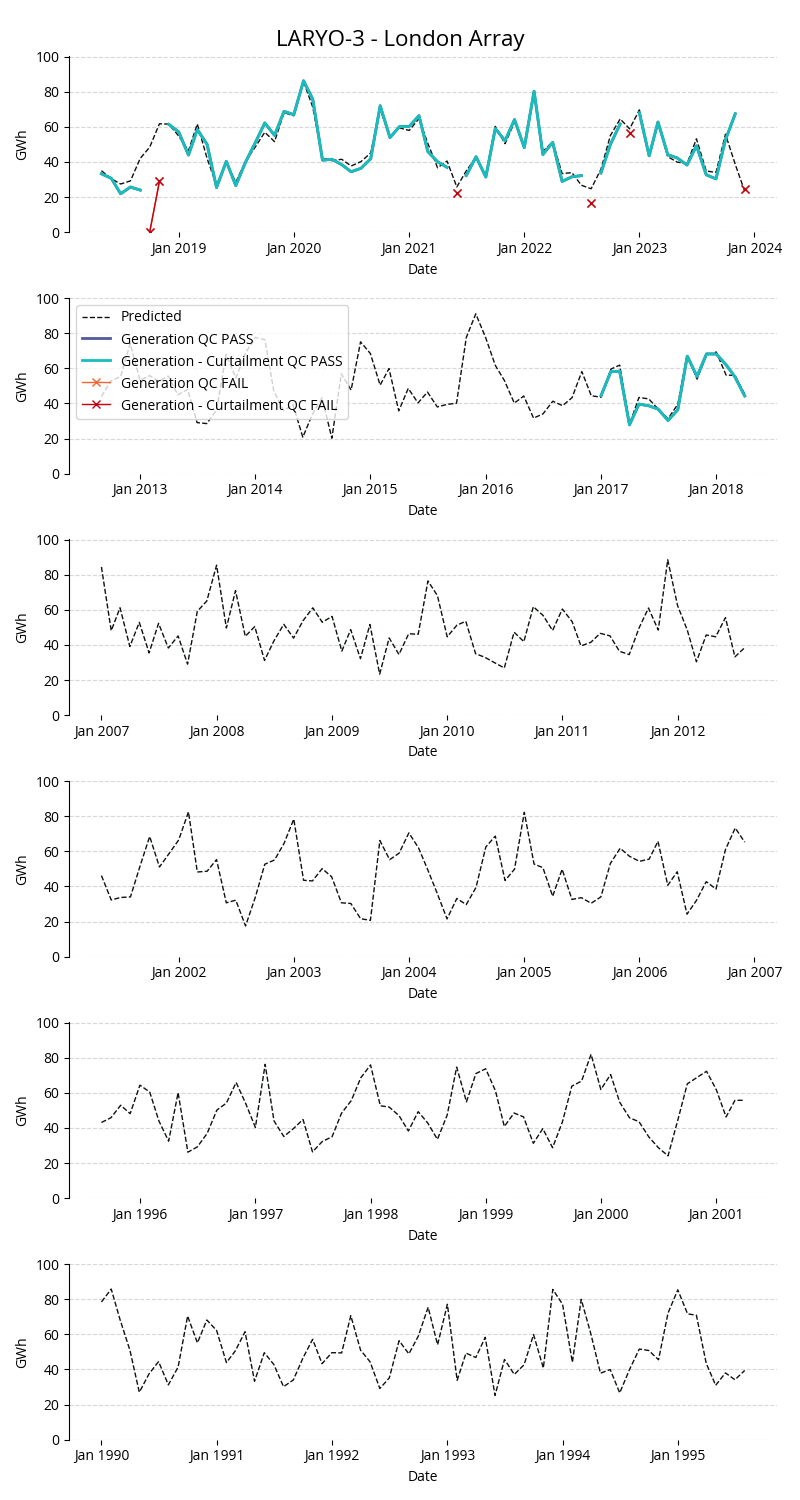 LARYO-3 - London Array
100
80
60
40
20
0
GWh
Jan 2019 Jan 2020 Jan 2021 Jan 2022 Jan 2023 Jan 2024
Date
100
80
60
40
20
0
GWh
Predicted
Generation QC PASS
Generation - Curtailment QC PASS
Generation QC FAIL
Generation - Curtailment QC FAIL
Jan 2013 Jan 2014 Jan 2015 Jan 2016 Jan 2017 Jan 2018
Date
100
80
60
40
20
0
GWh
Jan 2007 Jan 2008 Jan 2009 Jan 2010 Jan 2011 Jan 2012
Date
100
80
60
40
20
0
GWh
Jan 2002 Jan 2003 Jan 2004 Jan 2005 Jan 2006 Jan 2007
Date
100
80
60
40
20
0
GWh
Jan 1996 Jan 1997 Jan 1998 Jan 1999 Jan 2000 Jan 2001
Date
100
80
60
40
20
0
GWh
Jan 1990 Jan 1991 Jan 1992 Jan 1993 Jan 1994 Jan 1995
Date